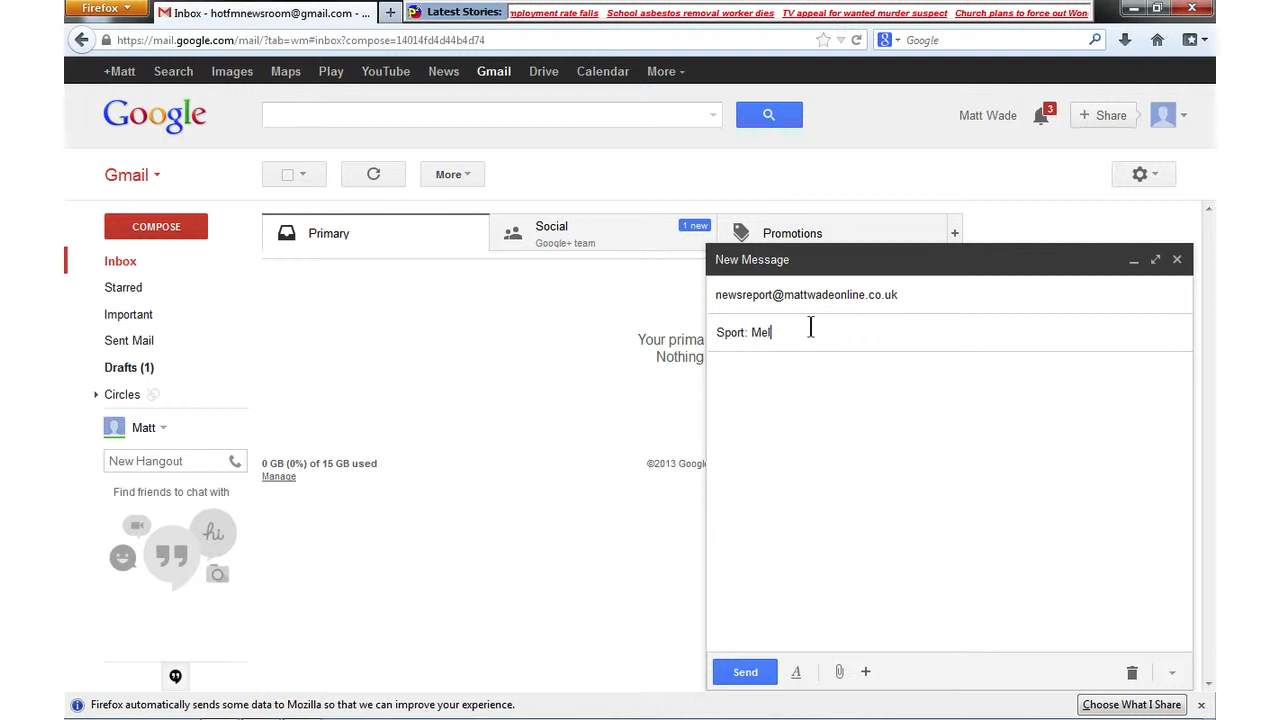 Firefox
Inbox - hotfmnewsroom@gmail.com - ...
+
Latest Stories:
mployment rate falls School asbestos removal worker dies TV appeal for wanted murder suspect Church plans to force out Won
https://mail.google.com/mail/?tab=wm#inbox?compose=14014fd4d44b4d74
Google
+Matt Search Images Maps Play YouTube News Gmail Drive Calendar More
Google
Matt Wade
3
+ Share
Gmail
More
COMPOSE
Primary
Social
1 new
Google+ team
Promotions
+
Inbox
Starred
Important
Sent Mail
Drafts (1)
Circles
Matt
New Hangout
Find friends to chat with
hi
Your prima
Nothing
0 GB (0%) of 15 GB used
Manage
©2013 Googl
New Message
newsreport@mattwadeonline.co.uk
Sport: Mel
Send
A
+
Firefox automatically sends some data to Mozilla so that we can improve your experience.
Choose What I Share